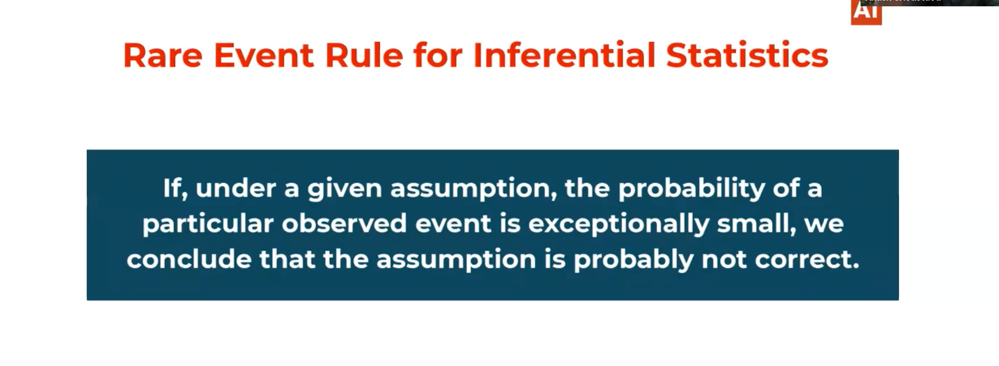 AI
Rare Event Rule for Inferential Statistics
If, under a given assumption, the probability of a
particular observed event is exceptionally small, we
conclude that the assumption is probably not correct.